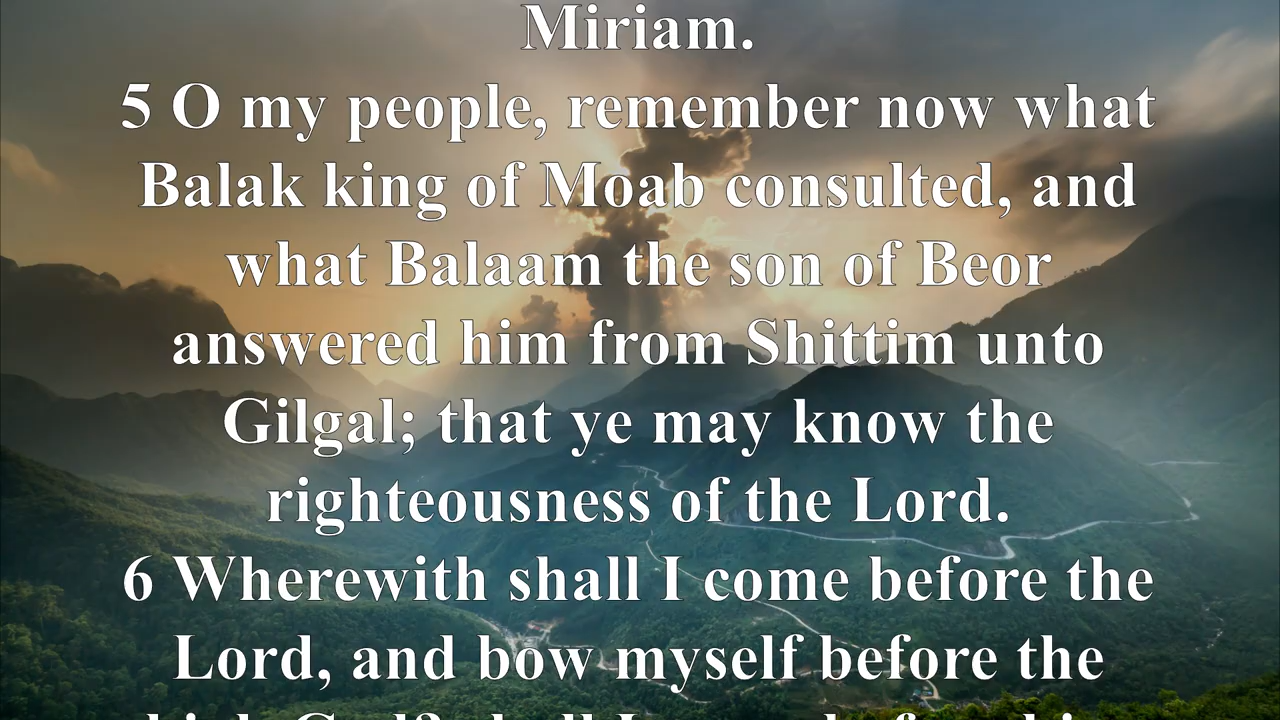 Miriam.
5 O my people, remember now what
Balak king of Moab consulted, and
what Balaam the son of Beor
answered him from Shittim unto
Gilgal; that ye may know the
righteousness of the Lord.
6 Wherewith shall I come before the
Lord, and bow myself before the